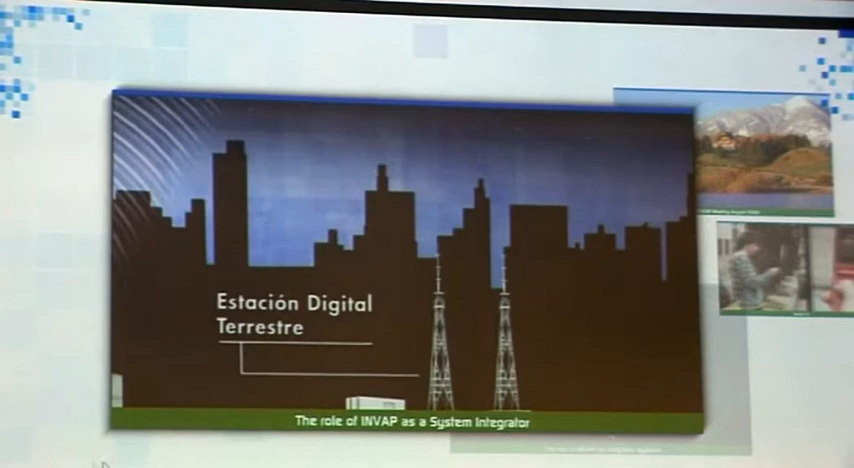 Estación Digital
Terrestre
The role of INVAP as a System Integrator